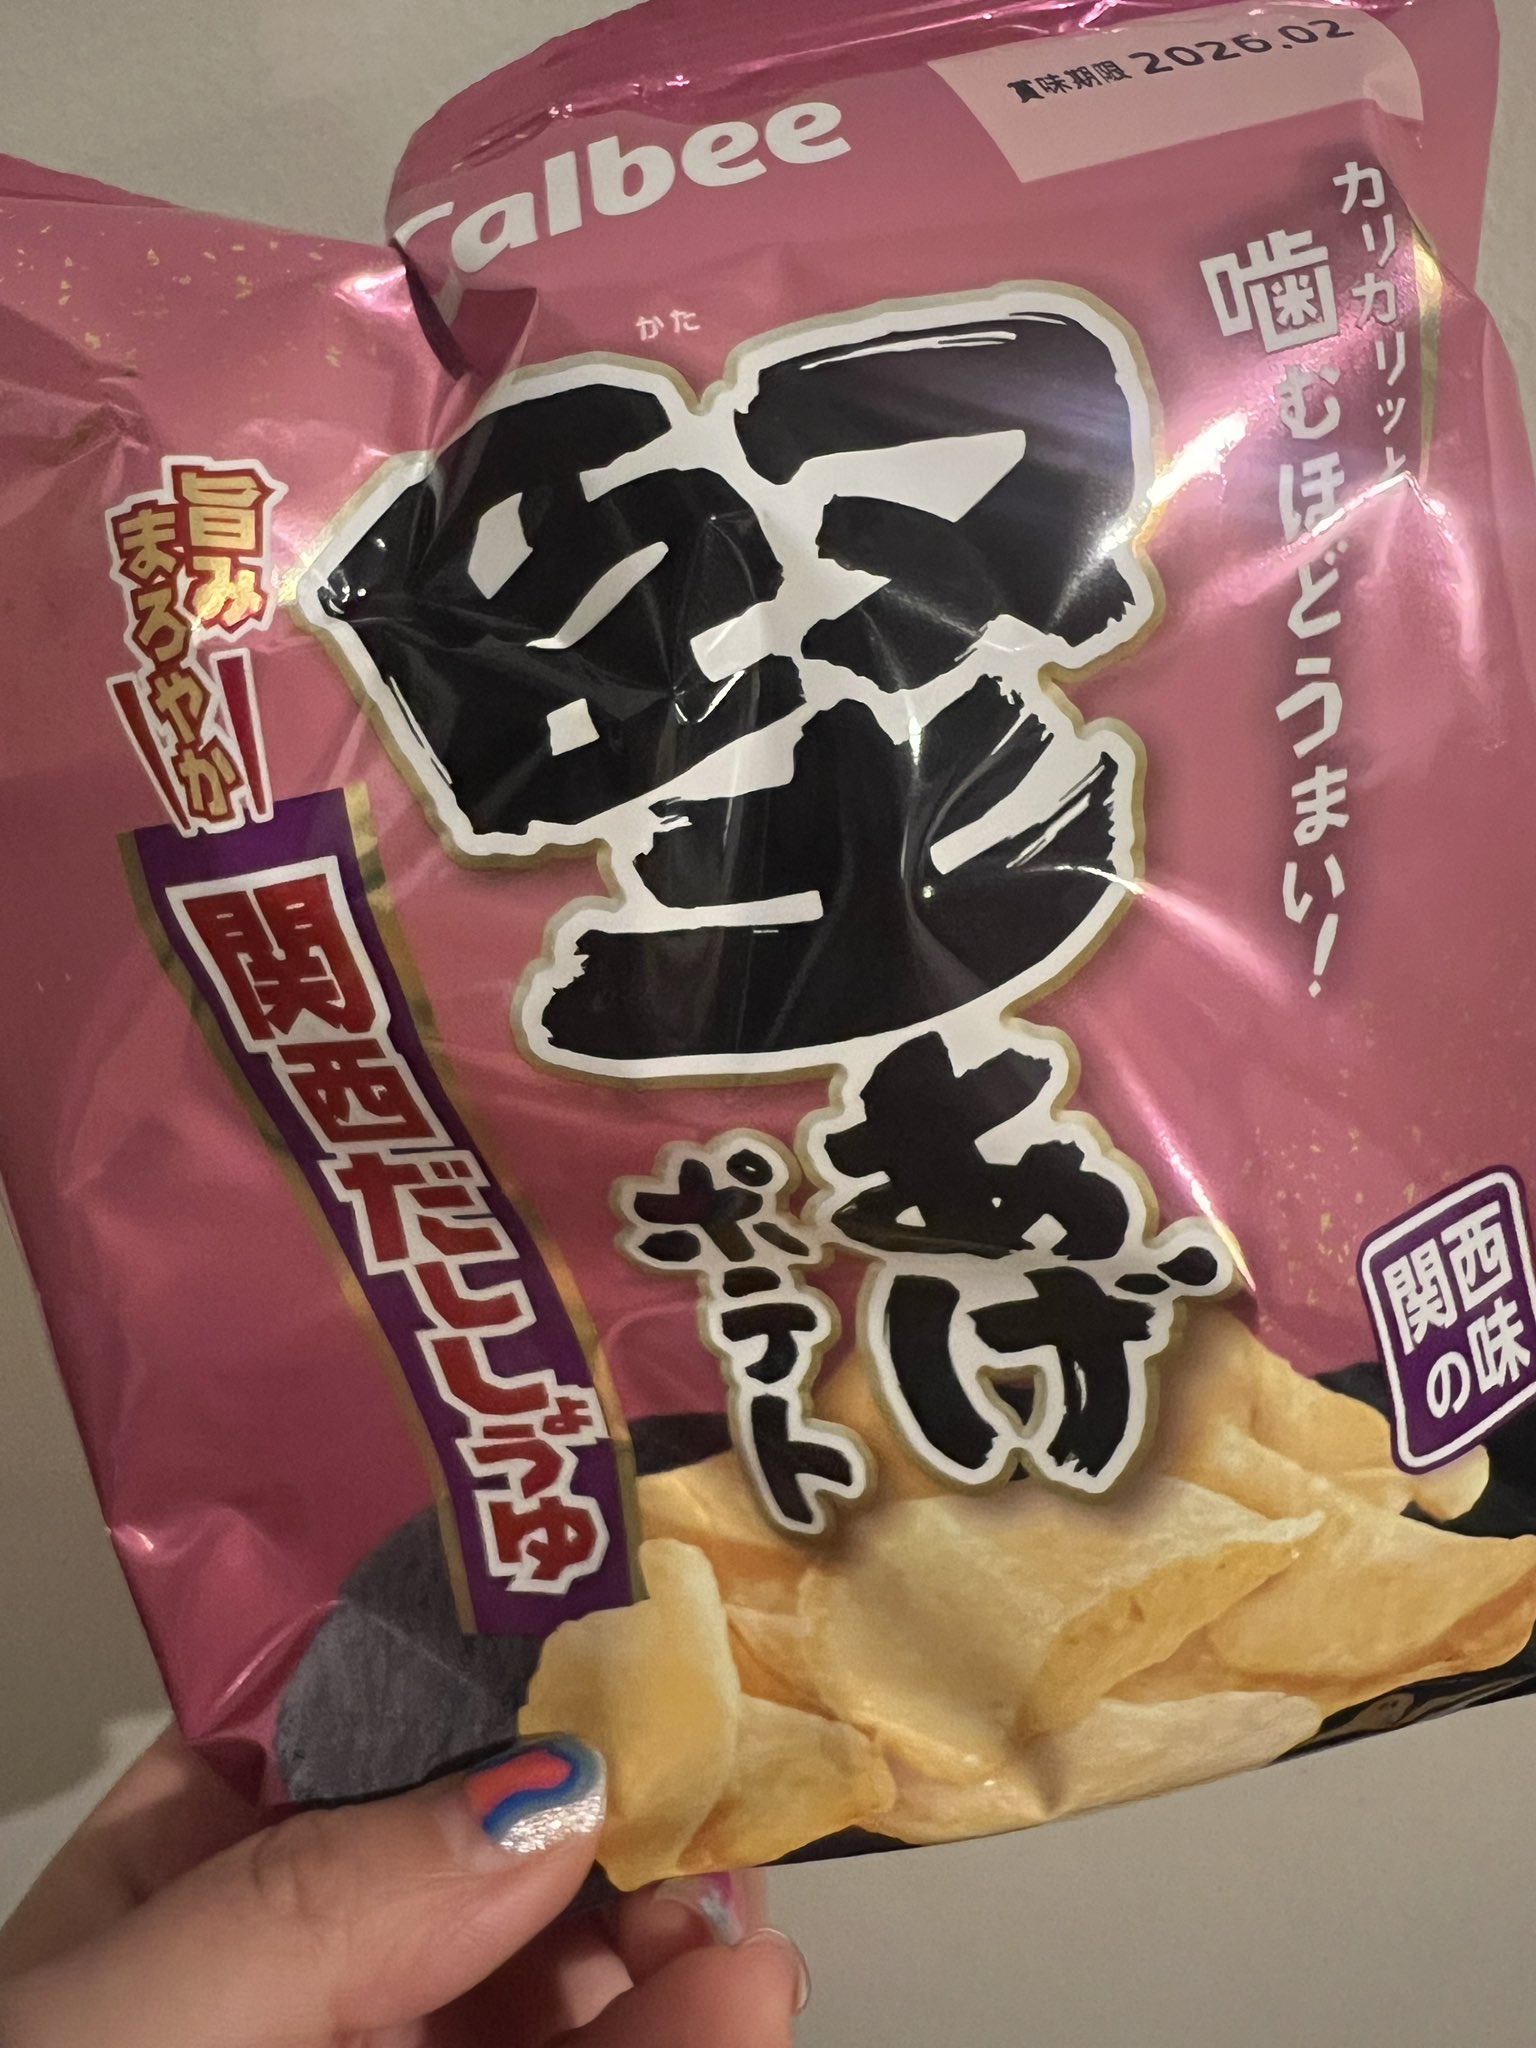 賞味期限 2026.02
Calbee
カリカリッと
噛むほどうまい!
かた
堅あげ
ポテト
旨み
まろやか
関西だしじょうゆ
関西
の味